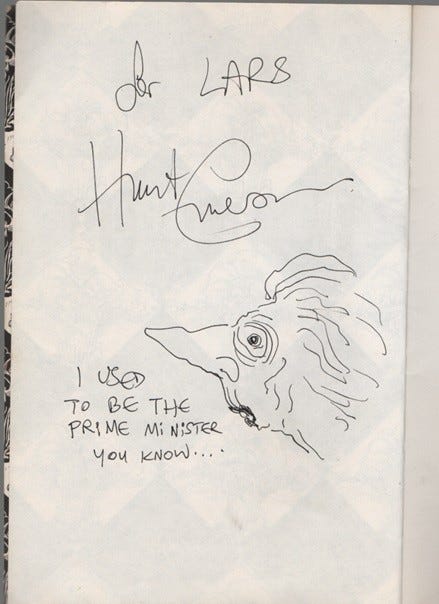 for LARS
Hunt Emerson
I USED
TO BE THE
PRIME MINISTER
YOU KNOW....